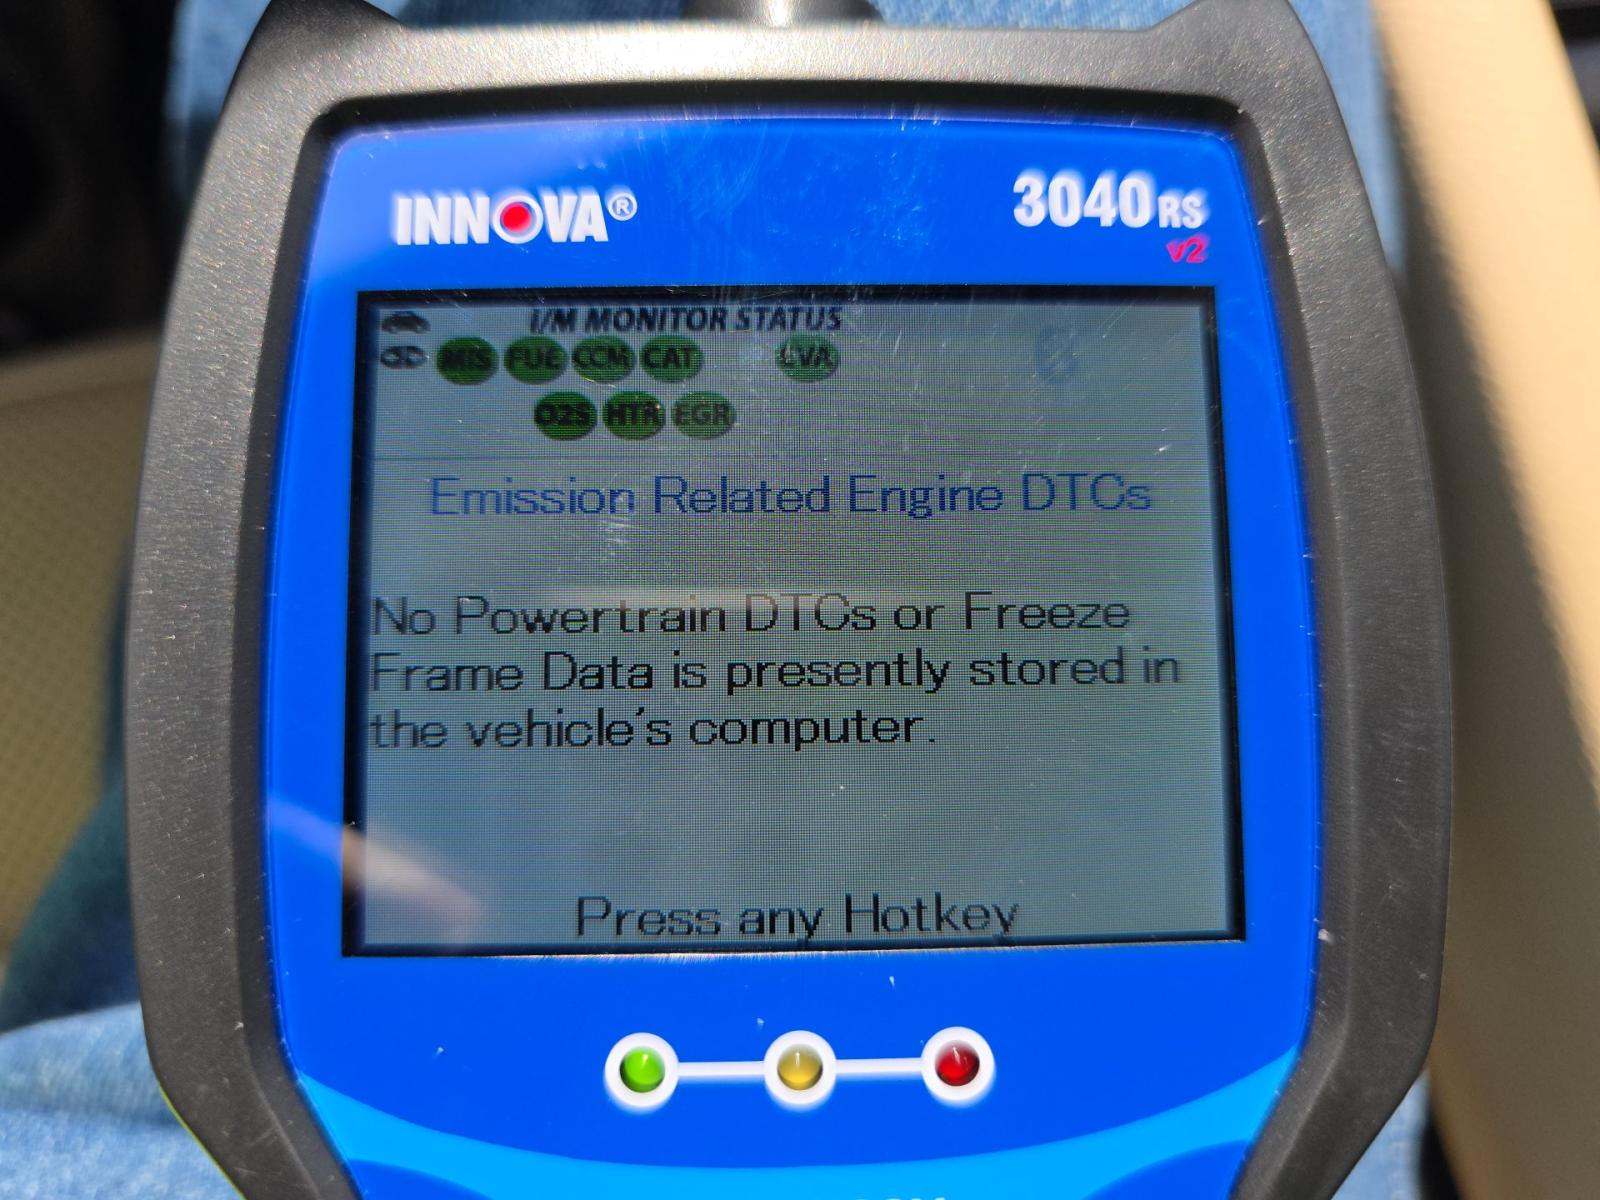 INNOVA®
3040RS
v2
I/M MONITOR STATUS
MIS FUE CCM CAT EVA
O2S HTR EGR
Emission Related Engine DTCs
No Powertrain DTCs or Freeze
Frame Data is presently stored in
the vehicle's computer.
Press any Hotkey